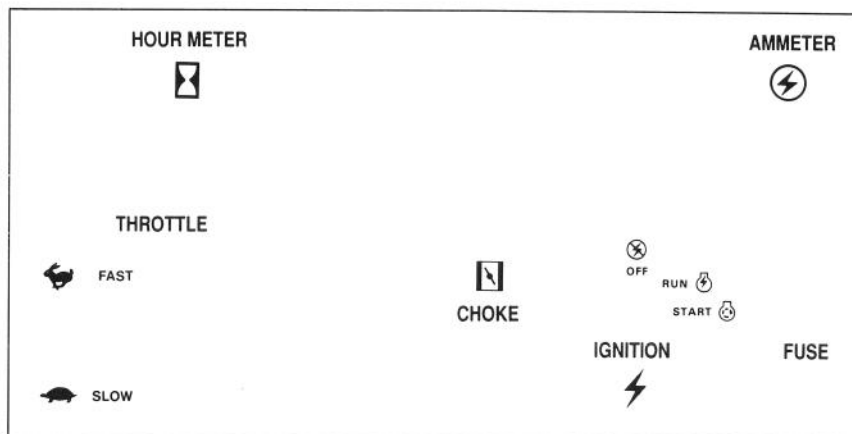 HOUR METER
AMMETER
THROTTLE
FAST
OFF
RUN
START
CHOKE
IGNITION
FUSE
SLOW